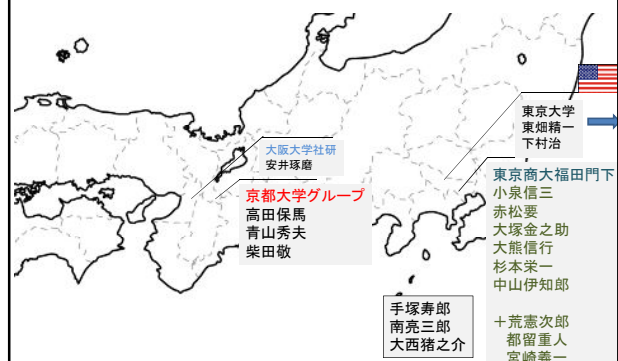 東京大学
東畑精一
下村治
大阪大学社研
安井琢磨
京都大学グループ
高田保馬
青山秀夫
柴田敬
東京商大福田門下
小泉信三
赤松要
大塚金之助
大熊信行
杉本栄一
中山伊知郎
+荒憲次郎
都留重人
宮崎義一
手塚寿郎
南亮三郎
大西猪之介